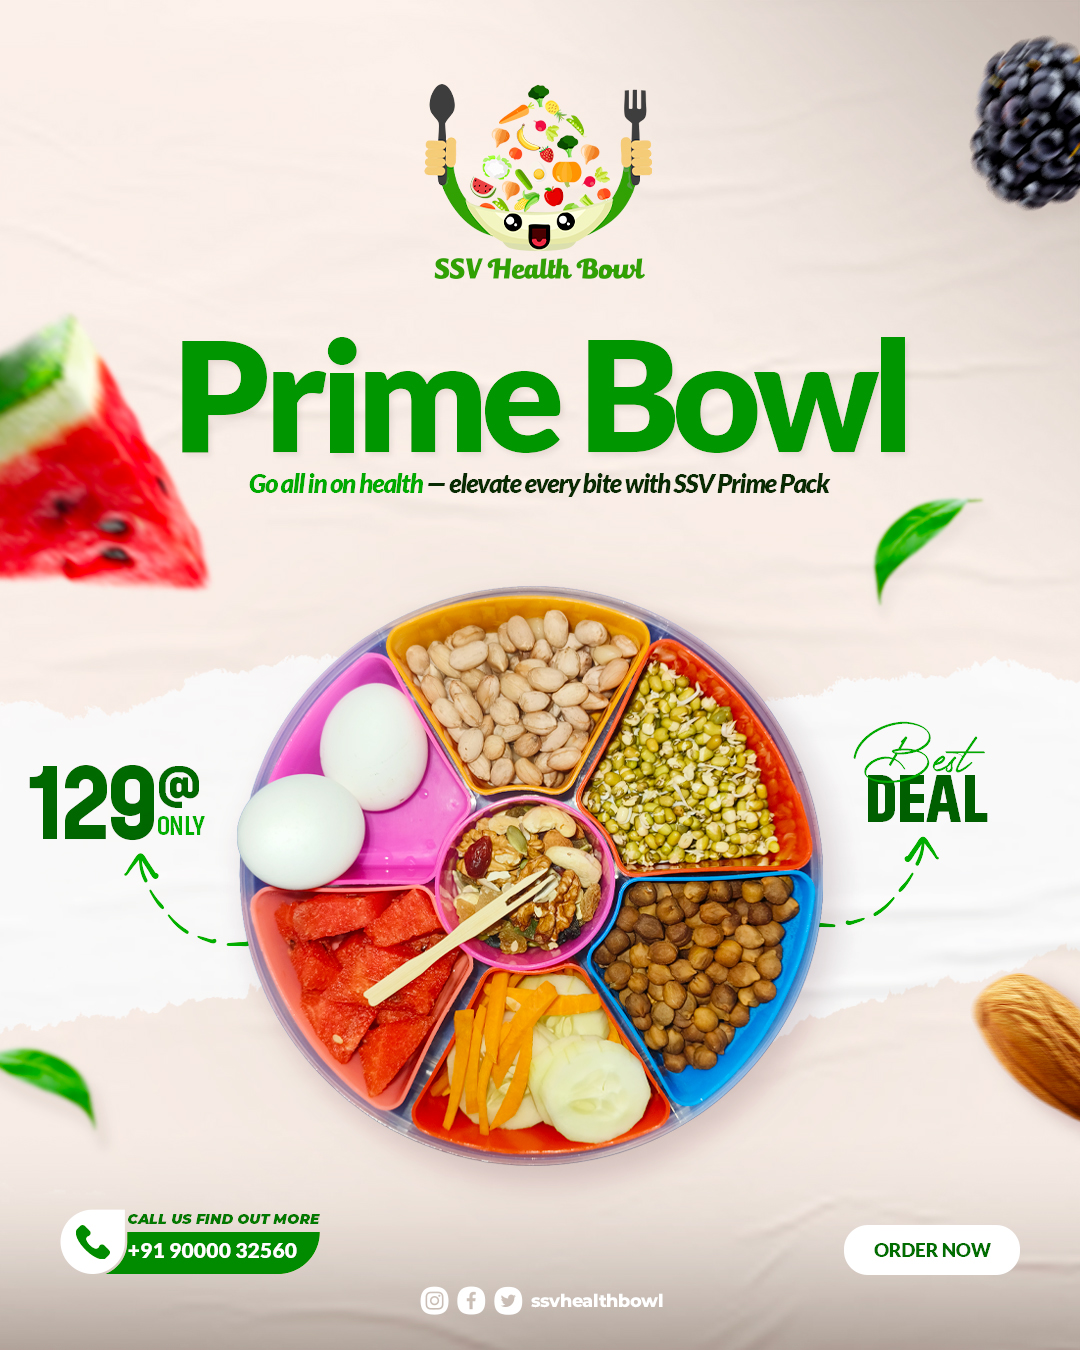 SSV Health Bowl
Prime Bowl
Go all in on health — elevate every bite with SSV Prime Pack
129@
ONLY
Best
DEAL
CALL US FIND OUT MORE
+91 90000 32560
ORDER NOW
ssvhealthbowl